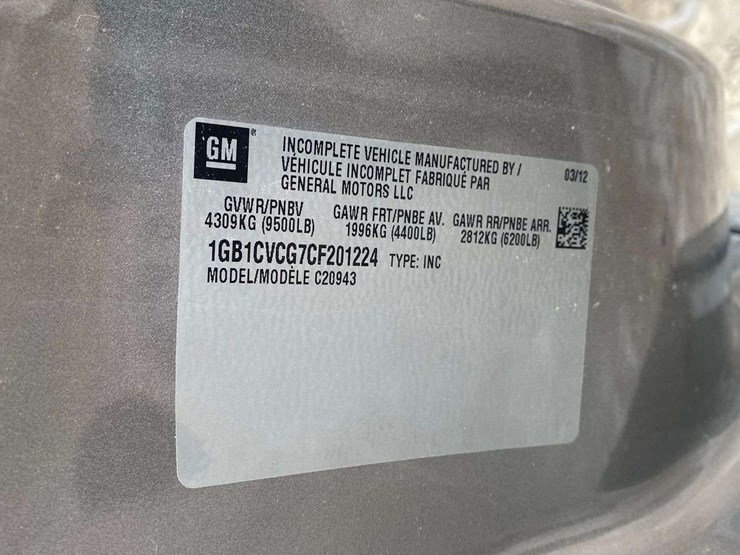 GM ®
INCOMPLETE VEHICLE MANUFACTURED BY /
VÉHICULE INCOMPLET FABRIQUÉ PAR
GENERAL MOTORS LLC
03/12
GVWR/PNBV GAWR FRT/PNBE AV. GAWR RR/PNBE ARR.
4309KG (9500LB) 1996KG (4400LB) 2812KG (6200LB)
1GB1CVCG7CF201224 TYPE: INC
MODEL/MODÈLE C20943